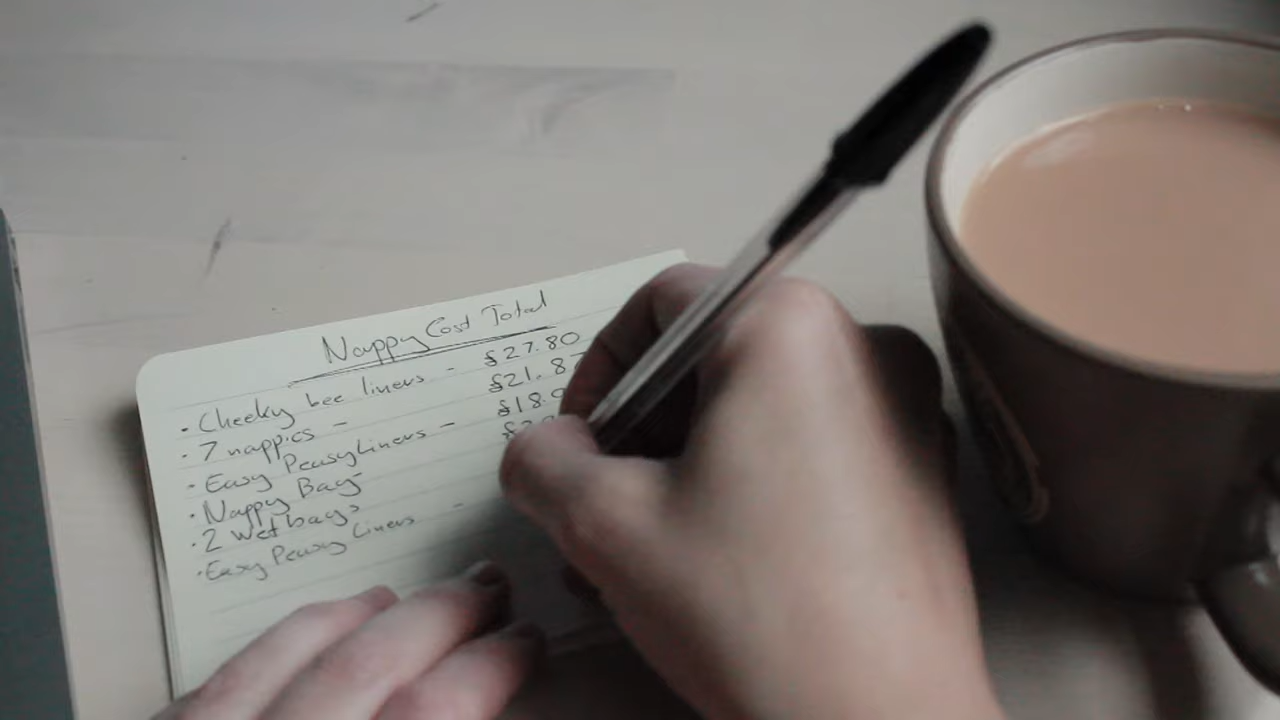 Nappy Cost Total
• Cheeky bee liners - £27.80
• 7 nappies - £21.8
• Easy Peasy Liners - £18.
• Nappy Bag -
• 2 Wet bags
• Easy Peasy Liners -